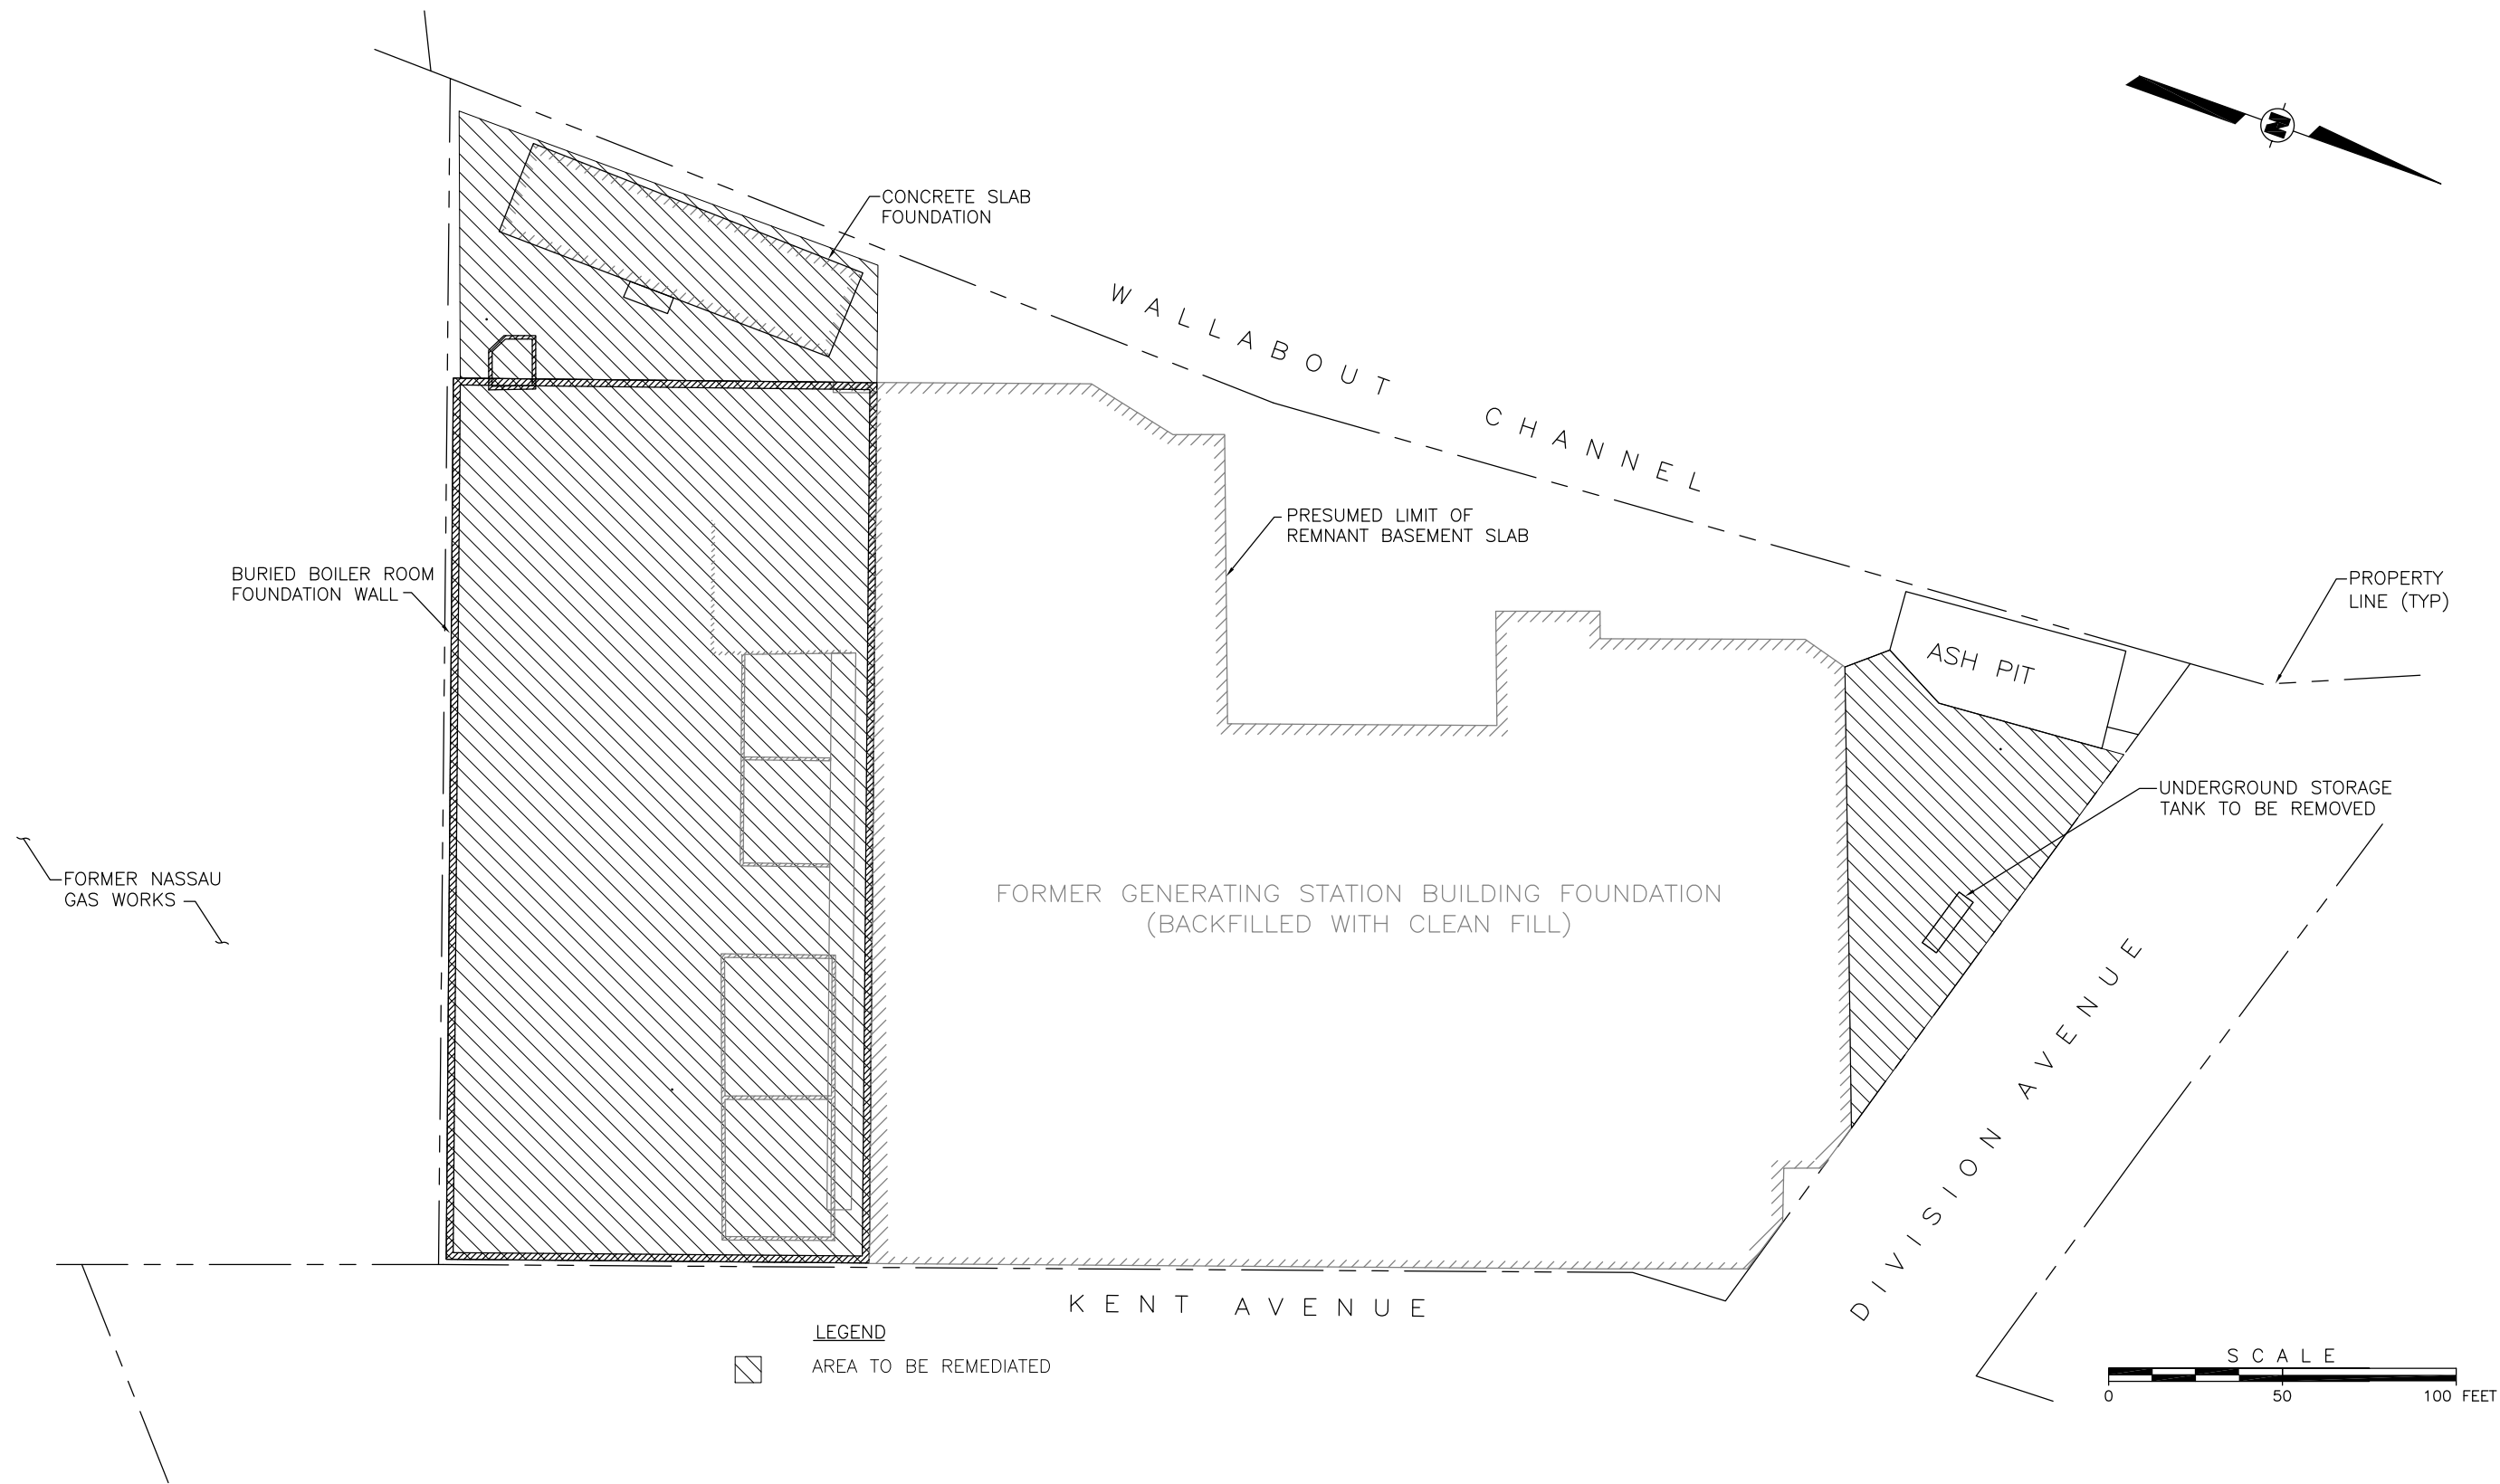 N
CONCRETE SLAB
FOUNDATION
WALLABOUT CHANNEL
PRESUMED LIMIT OF
REMNANT BASEMENT SLAB
BURIED BOILER ROOM
FOUNDATION WALL
PROPERTY
LINE (TYP)
ASH PIT
UNDERGROUND STORAGE
TANK TO BE REMOVED
FORMER NASSAU
GAS WORKS
FORMER GENERATING STATION BUILDING FOUNDATION
(BACKFILLED WITH CLEAN FILL)
DIVISION AVENUE
KENT AVENUE
LEGEND
AREA TO BE REMEDIATED
SCALE
0 50 100 FEET